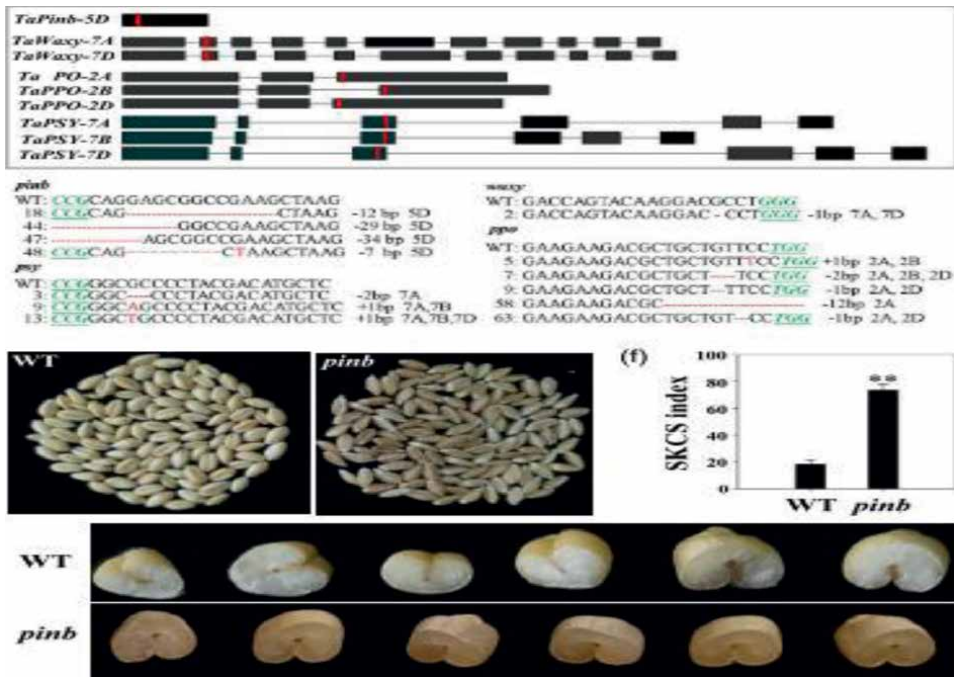 TaPinb-5D
TaWaxy-7A
TaWaxy-7D
Ta PO-2A
TaPPO-2B
TaPPO-2D
TaPSY-7A
TaPSY-7B
TaPSY-7D
pinb
WT: CCGCAGGAGCGGCCGAAGCTAAG
18: CCGCAG------------CTAAG -12 bp 5D
44: ------------GGCCGAAGCTAAG -29 bp 5D
47: ---------AGCGGCCGAAGCTAAG -34 bp 5D
48: CCGCAG-------CTAAGCTAAG -7 bp 5D
psy
WT: CCGGGCGCCCCTACGACATGCTC
3: CCGGGC--CCCTACGACATGCTC -2bp 7A
9: CCGGGCAGCCCCTACGACATGCTC +1bp 7A,7B
13: CCGGGCTGCCCCTACGACATGCTC +1bp 7A,7B,7D
waxy
WT: GACCAGTACAAGGACGCCTGGG
2: GACCAGTACAAGGAC- CCTGGG -1bp 7A, 7D
ppo
WT: GAAGAAGACGCTGCTGTTCCTGG
5: GAAGAAGACGCTGCTGTTTCCTGG +1bp 2A, 2B
7: GAAGAAGACGCTGCT--TCCTGG -2bp 2A, 2B, 2D
9: GAAGAAGACGCTGCT-TTCCTGG -1bp 2A, 2D
58: GAAGAAGACGC------------ -12bp 2A
63: GAAGAAGACGCTGCTGT-CCTGG -1bp 2A, 2D
WT
pinb
(f)
SKCS index
100
80
60
40
20
0
**
WT pinb
WT
pinb